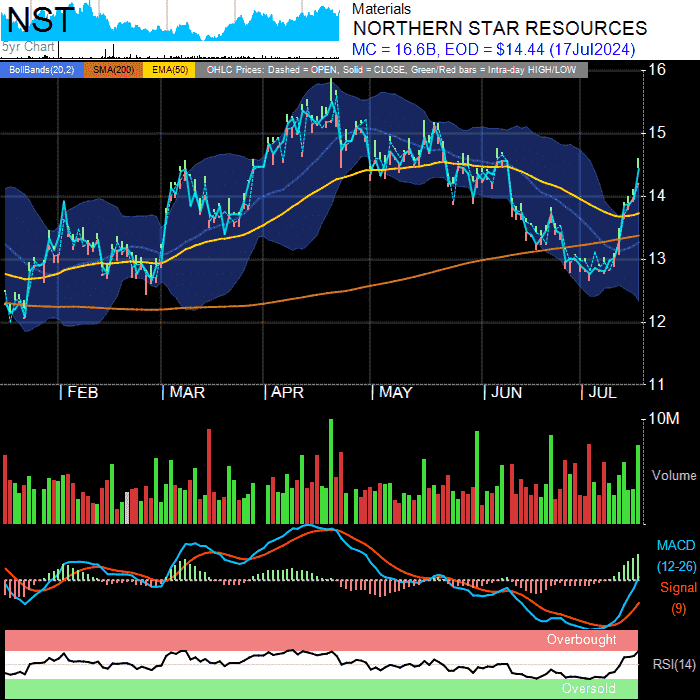 NST
5yr Chart
Materials
NORTHERN STAR RESOURCES
MC = 16.6B, EOD = $14.44 (17Jul2024)
BollBands(20,2) SMA(200) EMA(50) OHLC Prices: Dashed = OPEN, Solid = CLOSE, Green/Red bars = Intra-day HIGH/LOW
16
15
14
13
12
11
FEB MAR APR MAY JUN JUL
10M
Volume
MACD
(12-26)
Signal
(9)
Overbought
RSI(14)
Oversold